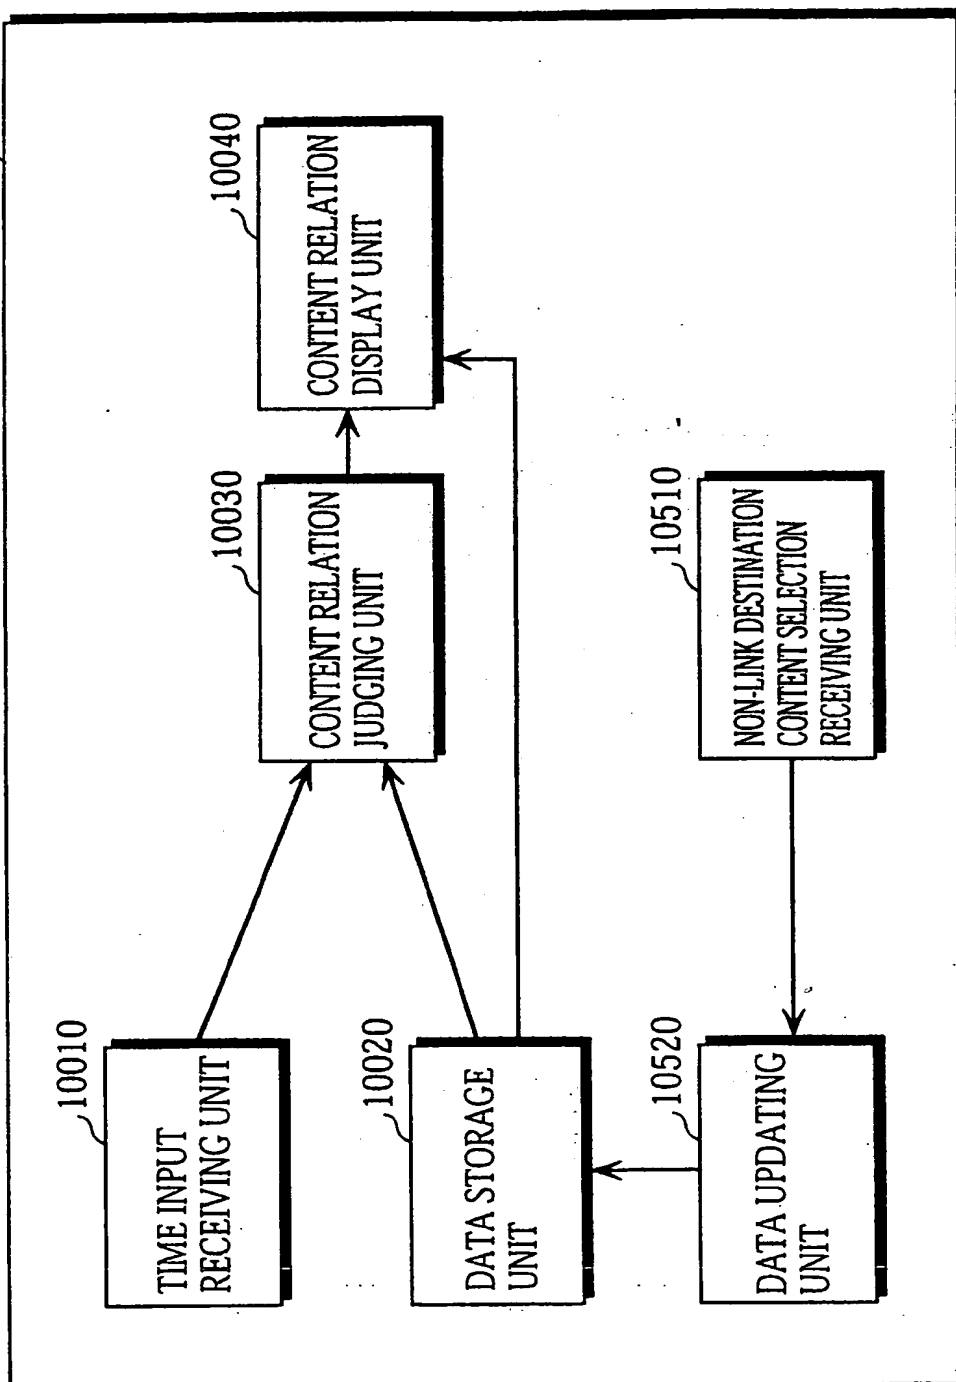 10010
TIME INPUT
RECEIVING UNIT
10020
DATA STORAGE
UNIT
10520
DATA UPDATING
UNIT
10030
CONTENT RELATION
JUDGING UNIT
10510
NON-LINK DESTINATION
CONTENT SELECTION
RECEIVING UNIT
10040
CONTENT RELATION
DISPLAY UNIT